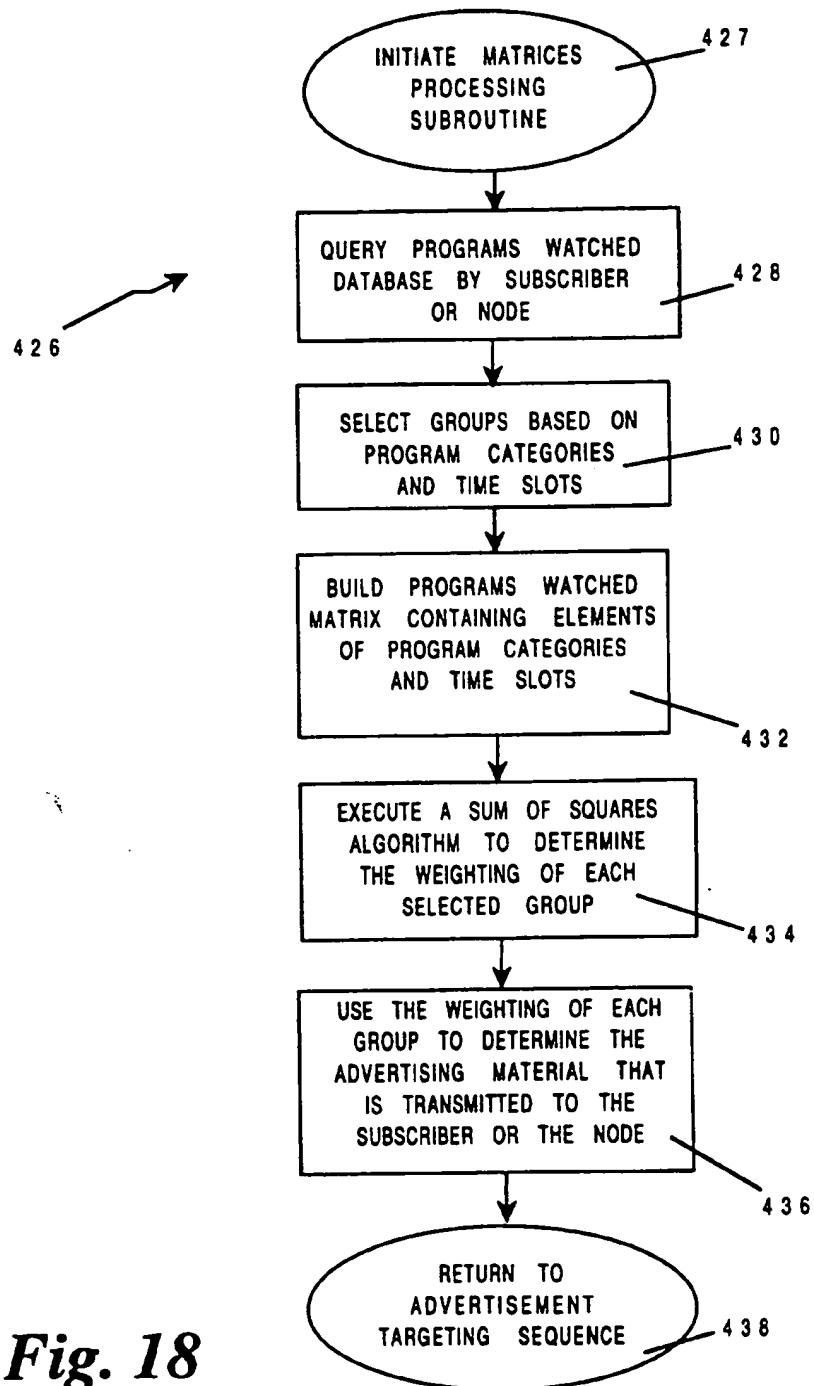 INITIATE MATRICES
PROCESSING
SUBROUTINE
427
QUERY PROGRAMS WATCHED
DATABASE BY SUBSCRIBER
OR NODE
428
426
SELECT GROUPS BASED ON
PROGRAM CATEGORIES
AND TIME SLOTS
430
BUILD PROGRAMS WATCHED
MATRIX CONTAINING ELEMENTS
OF PROGRAM CATEGORIES
AND TIME SLOTS
432
EXECUTE A SUM OF SQUARES
ALGORITHM TO DETERMINE
THE WEIGHTING OF EACH
SELECTED GROUP
434
USE THE WEIGHTING OF EACH
GROUP TO DETERMINE THE
ADVERTISING MATERIAL THAT
IS TRANSMITTED TO THE
SUBSCRIBER OR THE NODE
436
RETURN TO
ADVERTISEMENT
TARGETING SEQUENCE
438
Fig. 18